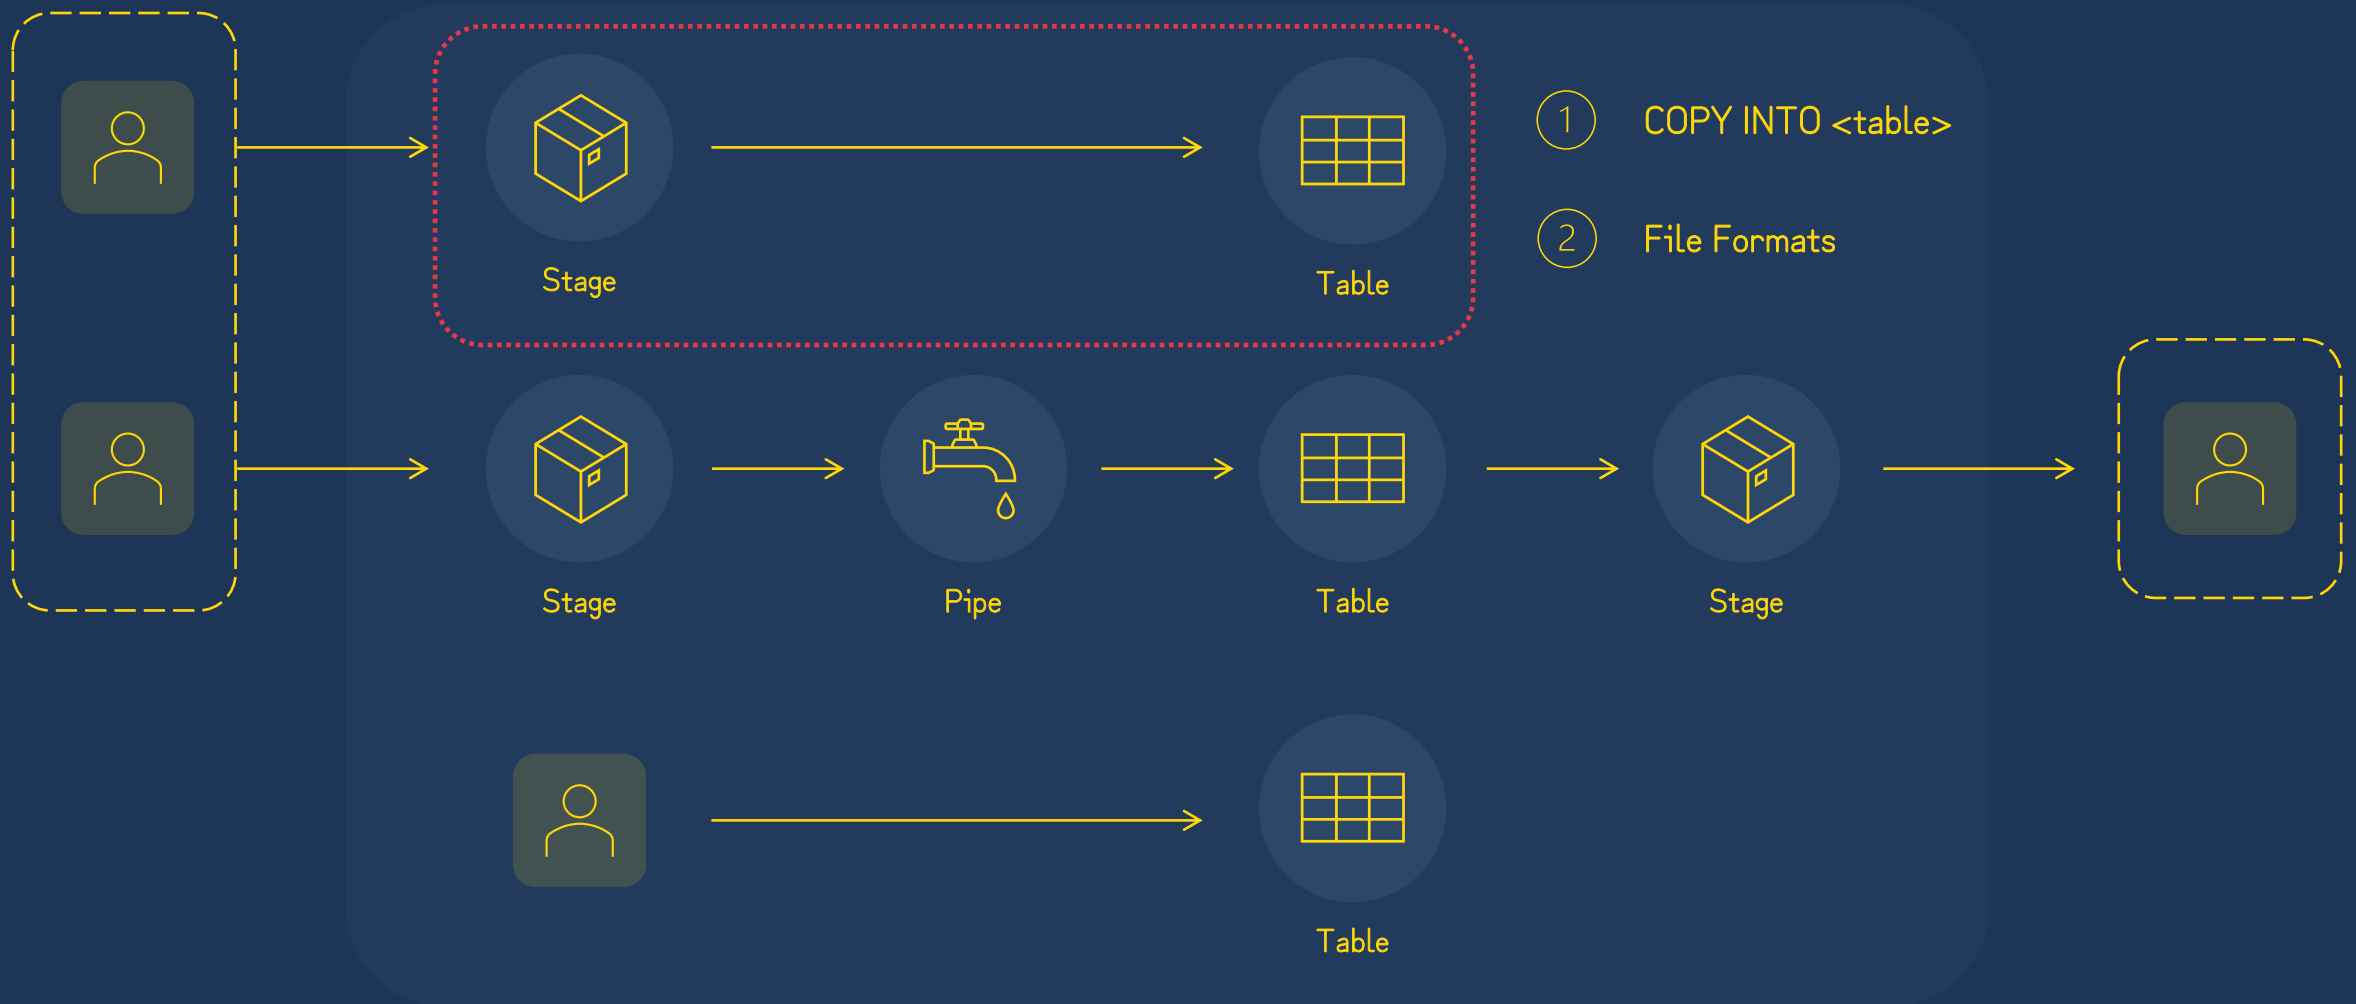 1 COPY INTO <table>
2 File Formats
Stage
Table
Stage
Pipe
Table
Stage
Table